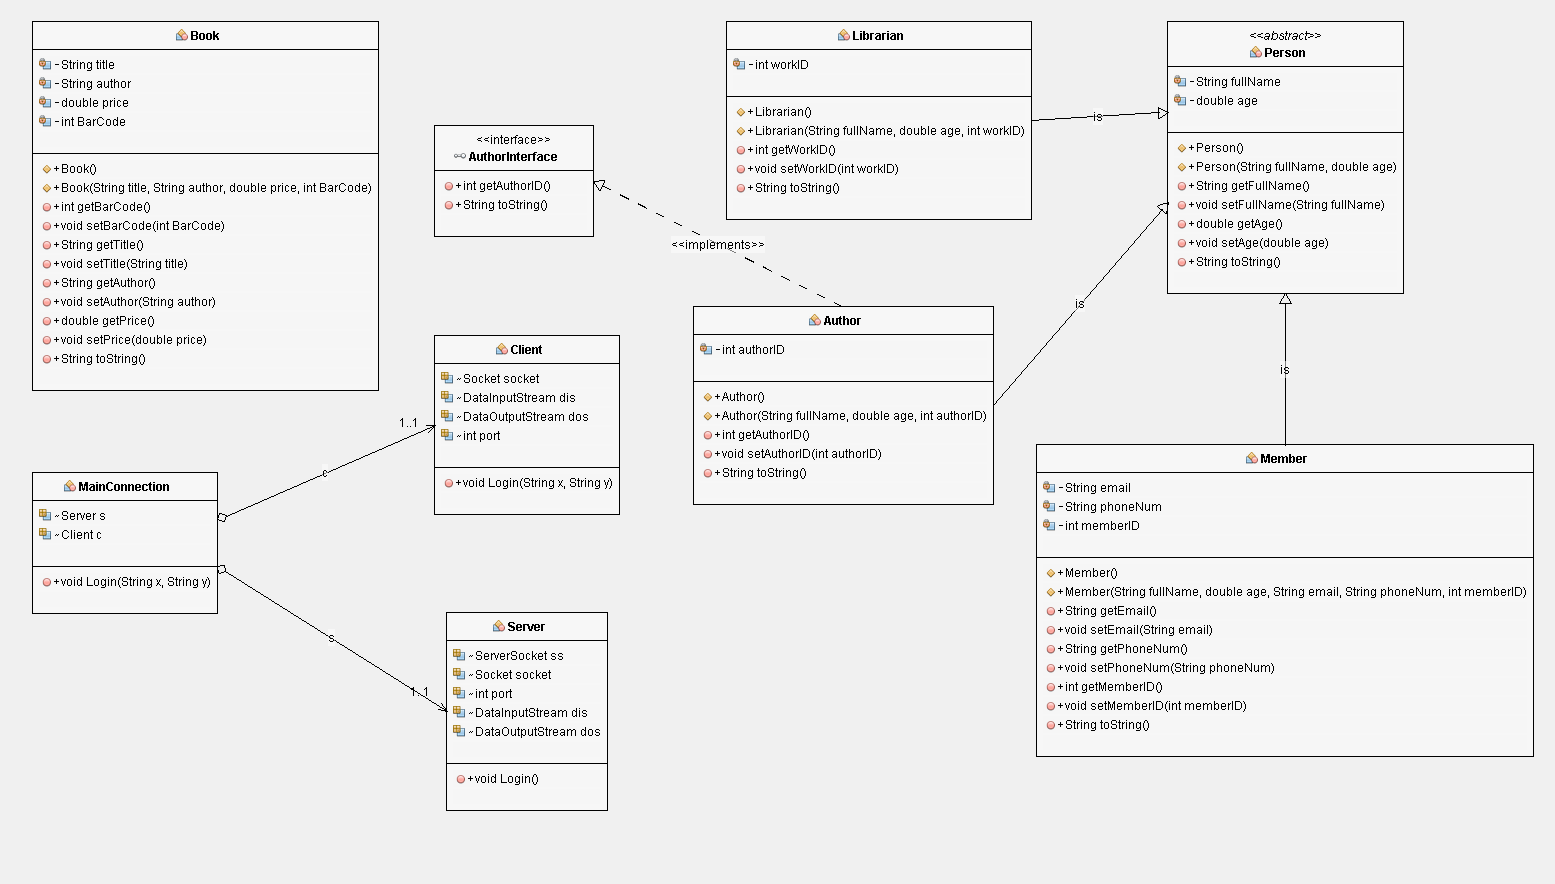 Book
-String title
-String author
-double price
-int BarCode
+Book()
+Book(String title, String author, double price, int BarCode)
+int getBarCode()
+void setBarCode(int BarCode)
+String getTitle()
+void setTitle(String title)
+String getAuthor()
+void setAuthor(String author)
+double getPrice()
+void setPrice(double price)
+String toString()
<<interface>>
AuthorInterface
+int getAuthorID()
+String toString()
Librarian
-int workID
+Librarian()
+Librarian(String fullName, double age, int workID)
+int getWorkID()
+void setWorkID(int workID)
+String toString()
is
<<abstract>>
Person
-String fullName
-double age
+Person()
+Person(String fullName, double age)
+String getFullName()
+void setFullName(String fullName)
+double getAge()
+void setAge(double age)
+String toString()
<<implements>>
is
is
Author
-int authorID
+Author()
+Author(String fullName, double age, int authorID)
+int getAuthorID()
+void setAuthorID(int authorID)
+String toString()
Client
~Socket socket
~DataInputStream dis
~DataOutputStream dos
~int port
+void Login(String x, String y)
1..1
c
MainConnection
~Server s
~Client c
+void Login(String x, String y)
s
1..1
Server
~ServerSocket ss
~Socket socket
~int port
~DataInputStream dis
~DataOutputStream dos
+void Login()
Member
-String email
-String phoneNum
-int memberID
+Member()
+Member(String fullName, double age, String email, String phoneNum, int memberID)
+String getEmail()
+void setEmail(String email)
+String getPhoneNum()
+void setPhoneNum(String phoneNum)
+int getMemberID()
+void setMemberID(int memberID)
+String toString()